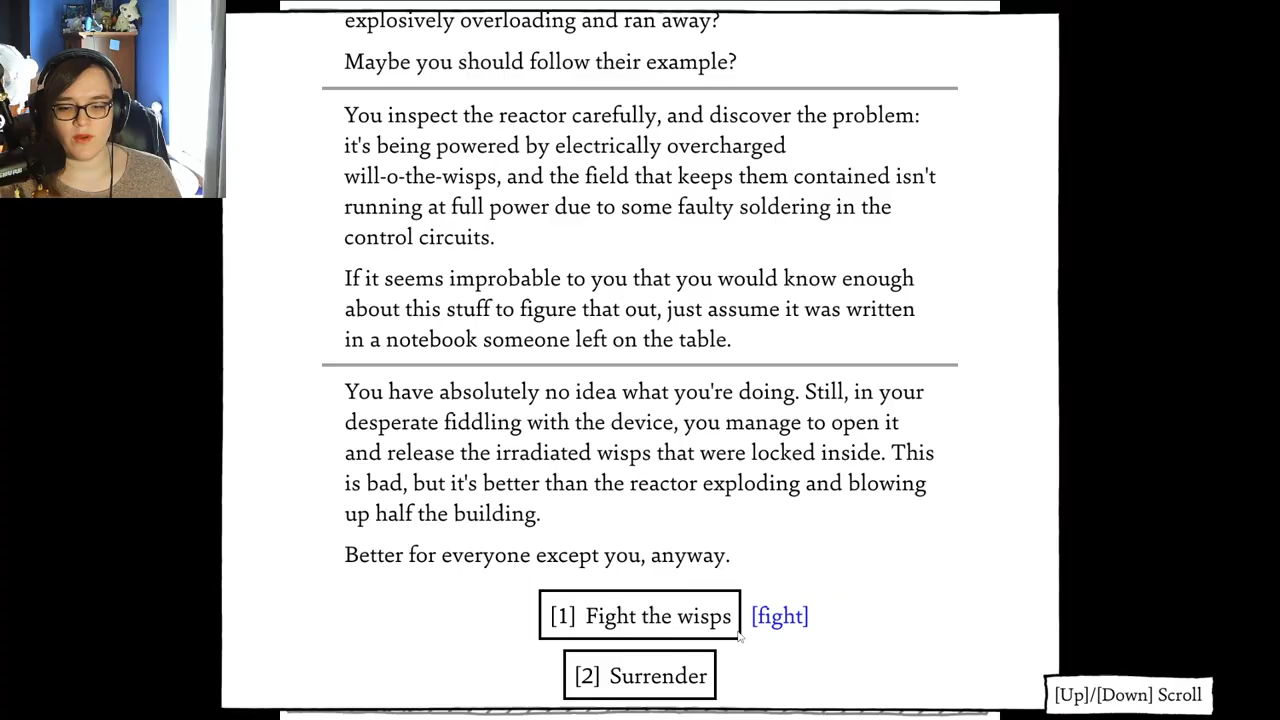 explosively overloading and ran away?
Maybe you should follow their example?
You inspect the reactor carefully, and discover the problem:
it's being powered by electrically overcharged
will-o-the-wisps, and the field that keeps them contained isn't
running at full power due to some faulty soldering in the
control circuits.
If it seems improbable to you that you would know enough
about this stuff to figure that out, just assume it was written
in a notebook someone left on the table.
You have absolutely no idea what you're doing. Still, in your
desperate fiddling with the device, you manage to open it
and release the irradiated wisps that were locked inside. This
is bad, but it's better than the reactor exploding and blowing
up half the building.
Better for everyone except you, anyway.
[1] Fight the wisps [fight]
[2] Surrender
[Up]/[Down] Scroll